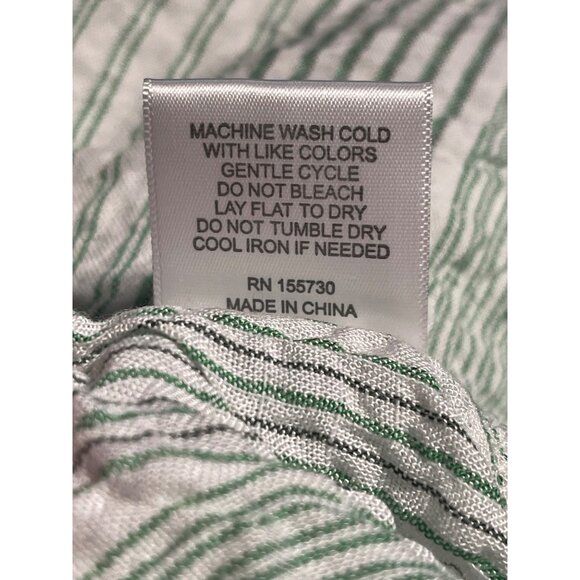 MACHINE WASH COLD
WITH LIKE COLORS
GENTLE CYCLE
DO NOT BLEACH
LAY FLAT TO DRY
DO NOT TUMBLE DRY
COOL IRON IF NEEDED
RN 155730
MADE IN CHINA